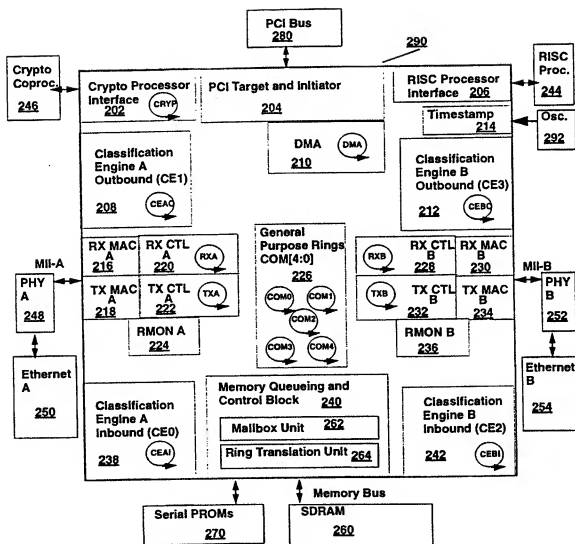 PCI Bus
280
290
Crypto
Coproc.
246
Crypto Processor
Interface
202
CRYP
PCI Target and Initiator
204
RISC Processor
Interface 206
RISC
Proc.
244
Timestamp
214
Osc.
292
DMA
210
DMA
Classification
Engine A
Outbound (CE1)
208
CEAO
Classification
Engine B
Outbound (CE3)
212
CEBO
General
Purpose Rings
COM[4:0]
226
COM0
COM1
COM2
COM3
COM4
MII-A
RX MAC
A
216
RX CTL
A
220
RXA
TX MAC
A
218
TX CTL
A
222
TXA
RMON A
224
RXB
RX CTL
B
228
RX MAC
B
230
TXB
TX CTL
B
232
TX MAC
B
234
RMON B
236
MII-B
PHY
A
248
PHY
B
252
Ethernet
A
250
Ethernet
B
254
Classification
Engine A
Inbound (CE0)
238
CEAI
Memory Queueing and
Control Block
240
Mailbox Unit
262
Ring Translation Unit
264
Classification
Engine B
Inbound (CE2)
242
CEBI
Memory Bus
Serial PROMs
270
SDRAM
260